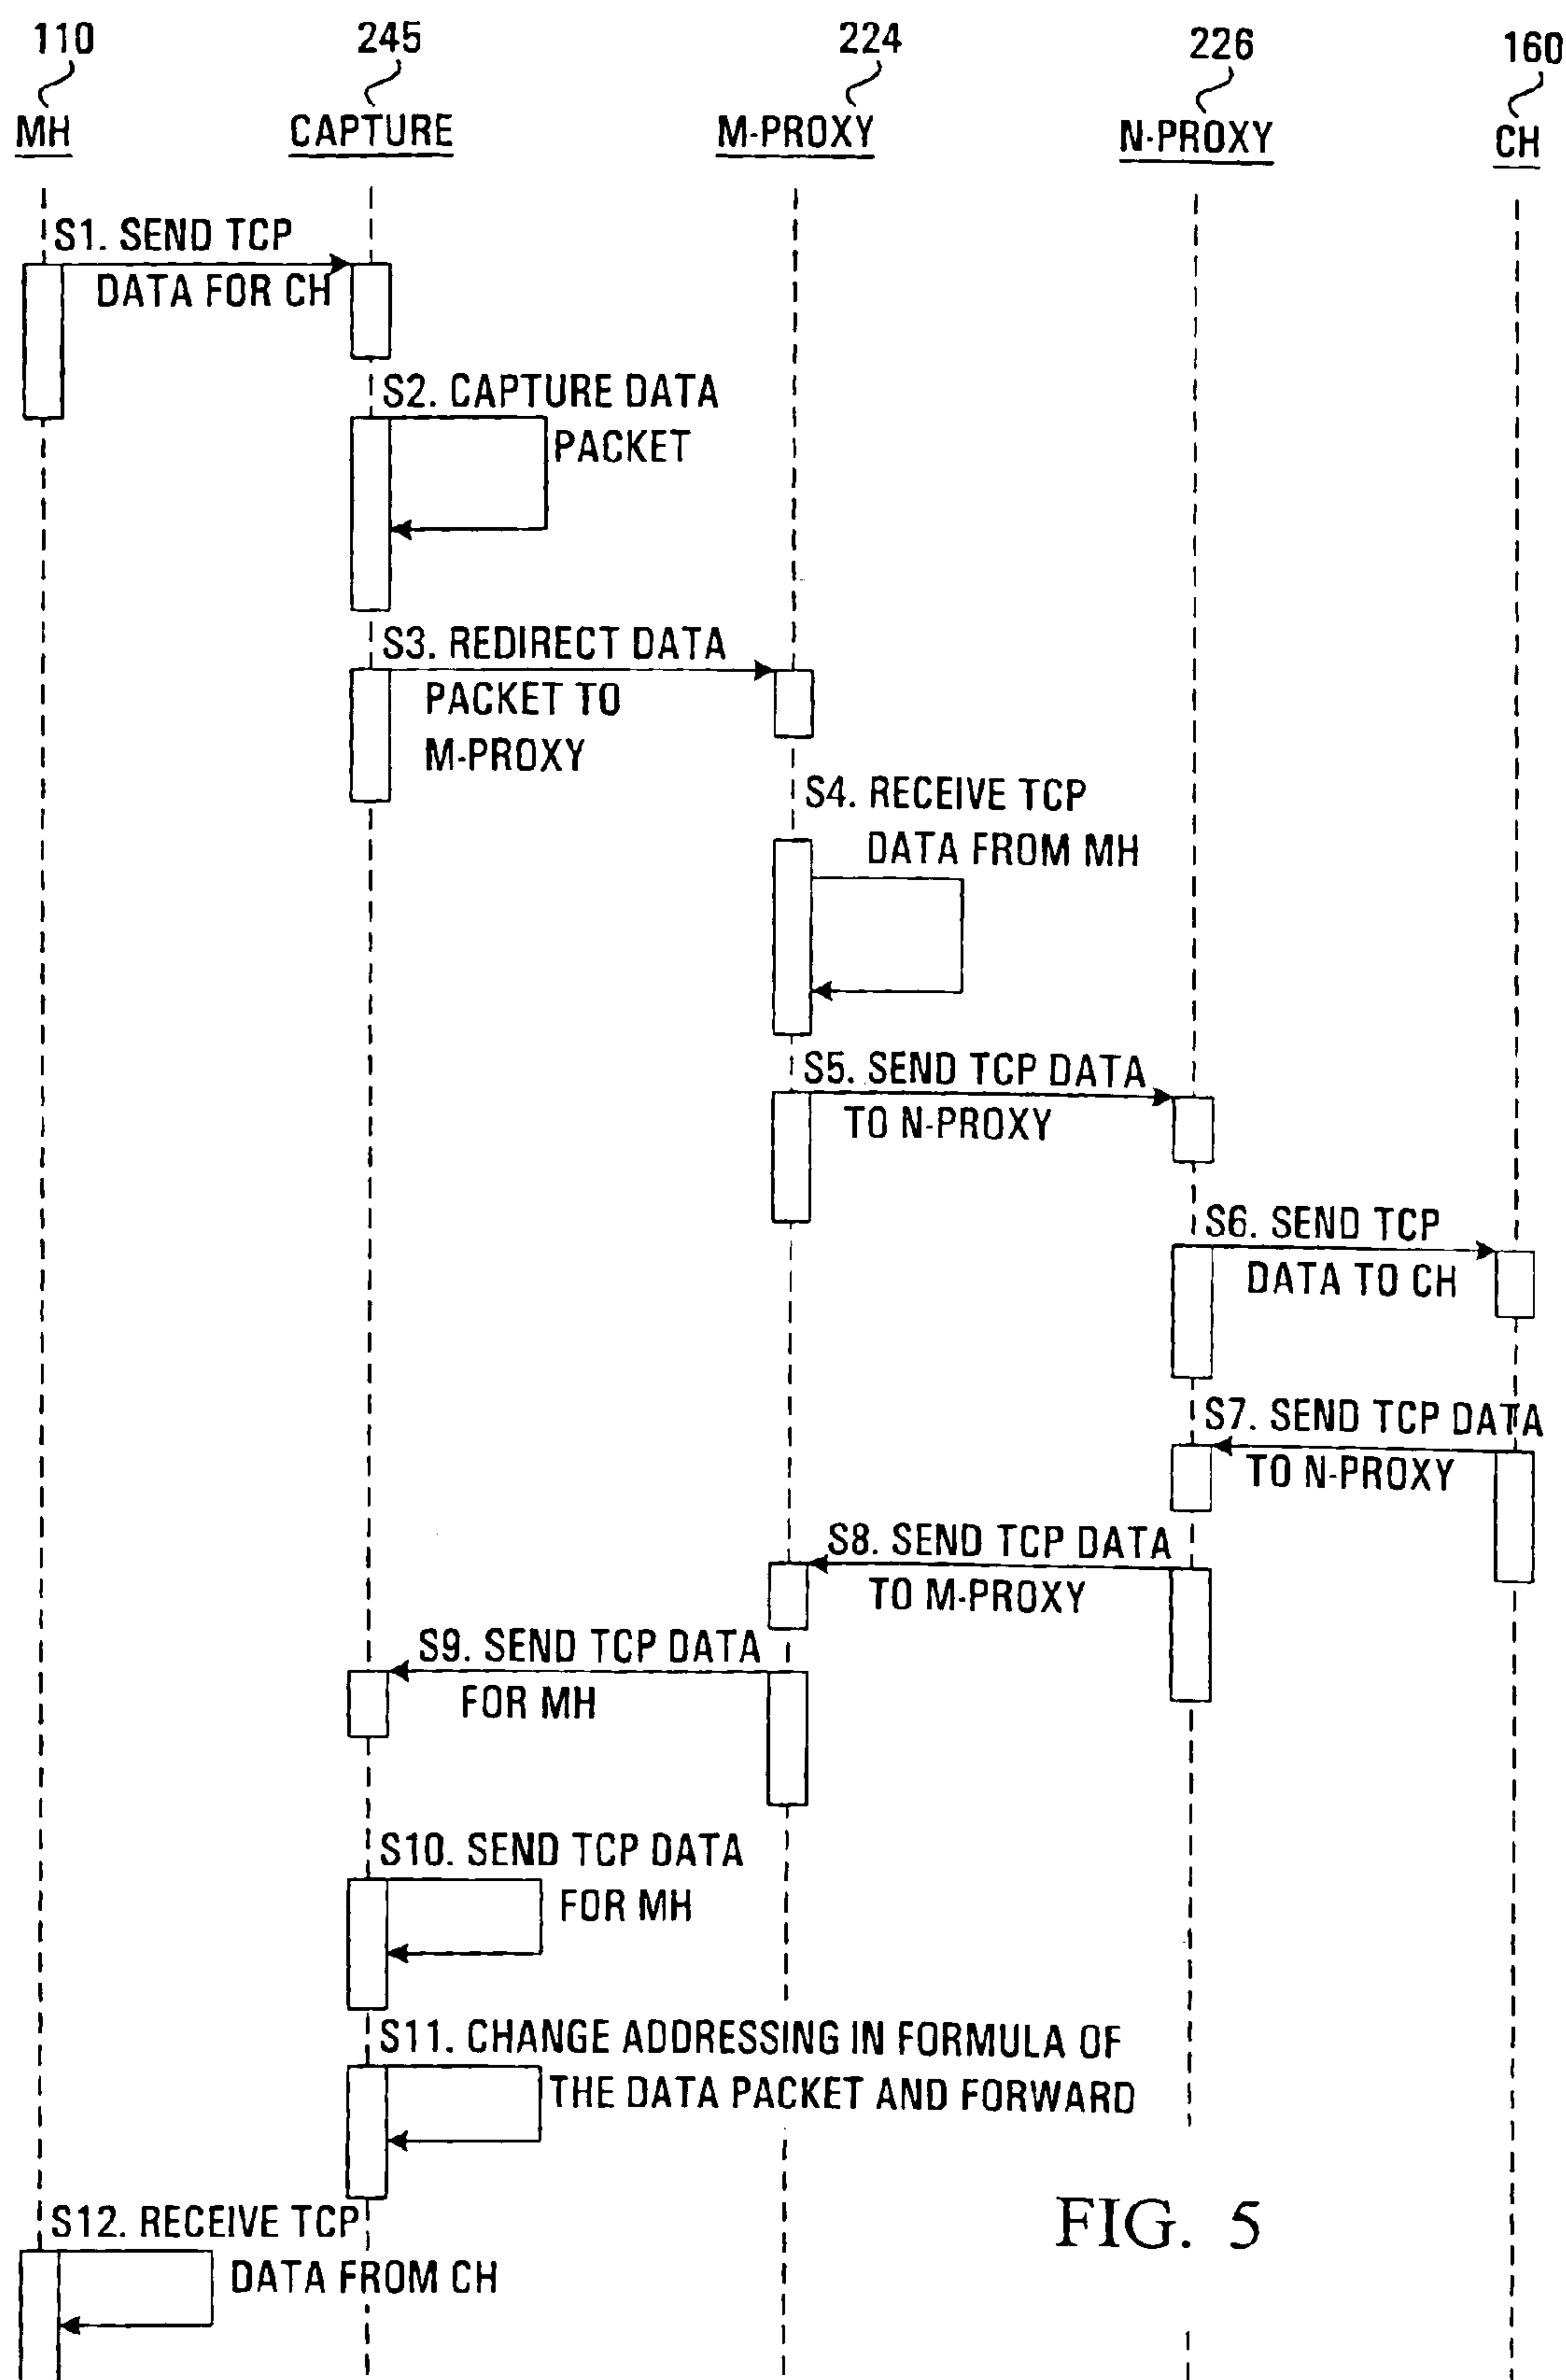 110
245
224
226
160
MH
CAPTURE
M-PROXY
N-PROXY
CH
S1. SEND TCP
DATA FOR CH
S2. CAPTURE DATA
PACKET
S3. REDIRECT DATA
PACKET TO
M-PROXY
S4. RECEIVE TCP
DATA FROM MH
S5. SEND TCP DATA
TO N-PROXY
S6. SEND TCP
DATA TO CH
S7. SEND TCP DATA
TO N-PROXY
S8. SEND TCP DATA
TO M-PROXY
S9. SEND TCP DATA
FOR MH
S10. SEND TCP DATA
FOR MH
S11. CHANGE ADDRESSING IN FORMULA OF
THE DATA PACKET AND FORWARD
S12. RECEIVE TCP
DATA FROM CH
FIG. 5